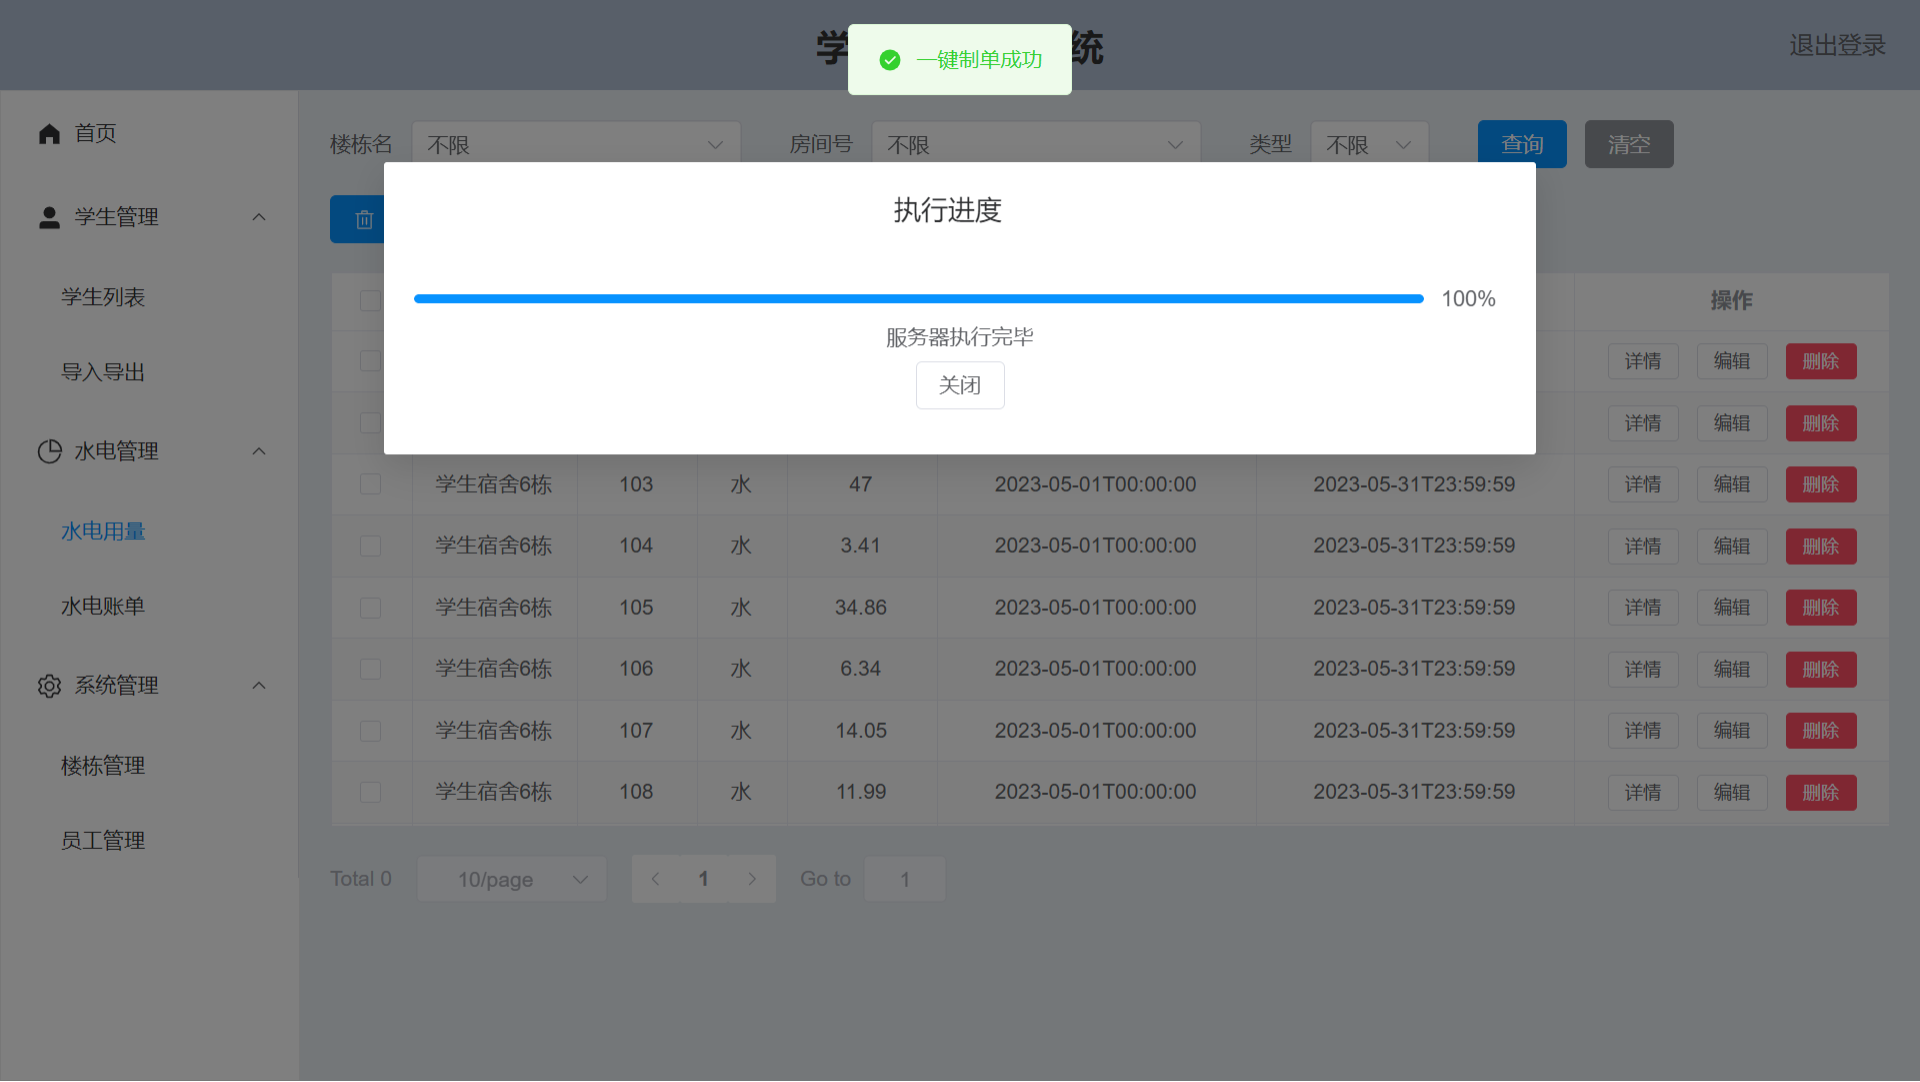 学 统
一键制单成功
退出登录
首页
学生管理
学生列表
导入导出
水电管理
水电用量
水电账单
系统管理
楼栋管理
员工管理
楼栋名 不限 房间号 不限 类型 不限 查询 清空
执行进度
100%
服务器执行完毕
关闭
操作
详情 编辑 删除
详情 编辑 删除
学生宿舍6栋 103 水 47 2023-05-01T00:00:00 2023-05-31T23:59:59 详情 编辑 删除
学生宿舍6栋 104 水 3.41 2023-05-01T00:00:00 2023-05-31T23:59:59 详情 编辑 删除
学生宿舍6栋 105 水 34.86 2023-05-01T00:00:00 2023-05-31T23:59:59 详情 编辑 删除
学生宿舍6栋 106 水 6.34 2023-05-01T00:00:00 2023-05-31T23:59:59 详情 编辑 删除
学生宿舍6栋 107 水 14.05 2023-05-01T00:00:00 2023-05-31T23:59:59 详情 编辑 删除
学生宿舍6栋 108 水 11.99 2023-05-01T00:00:00 2023-05-31T23:59:59 详情 编辑 删除
Total 0 10/page 1 Go to 1